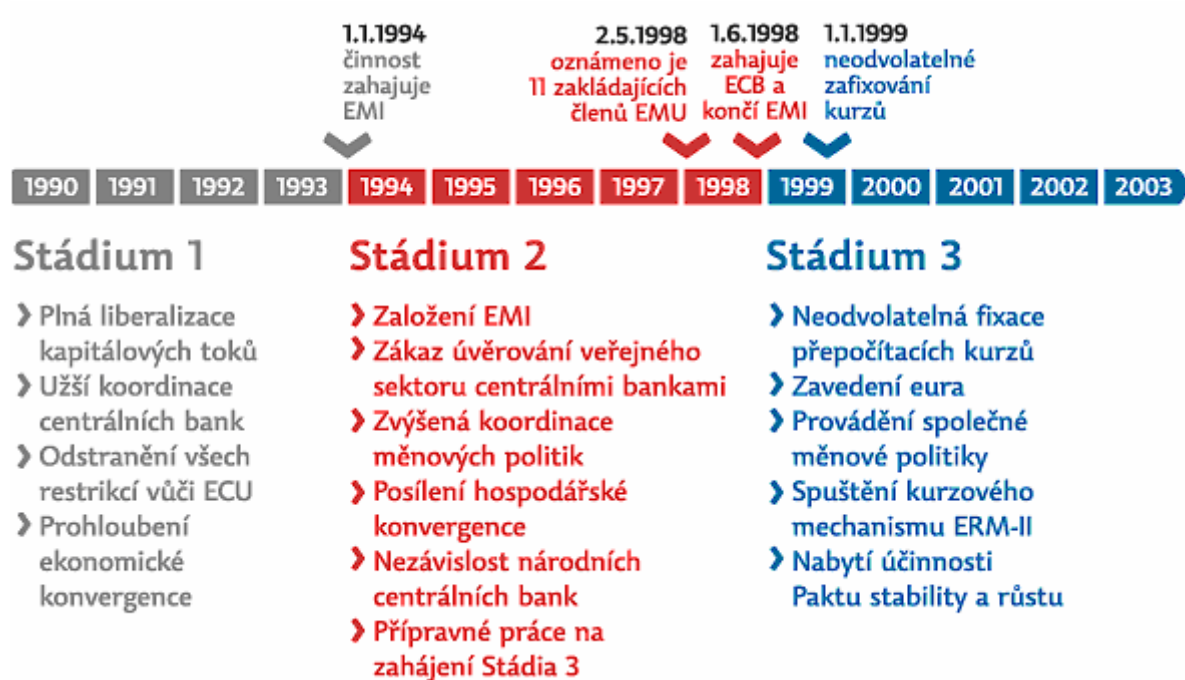 1.1.1994
činnost
zahajuje
EMI
2.5.1998
oznámeno je
11 zakládajících
členů EMU
1.6.1998
zahajuje
ECB a
končí EMI
1.1.1999
neodvolatelné
zafixování
kurzů
1990 1991 1992 1993 1994 1995 1996 1997 1998 1999 2000 2001 2002 2003
Stádium 1
Plná liberalizace
kapitálových toků
Užší koordinace
centrálních bank
Odstranění všech
restrikcí vůči ECU
Prohloubení
ekonomické
konvergence
Stádium 2
Založení EMI
Zákaz úvěrování veřejného
sektoru centrálními bankami
Zvýšená koordinace
měnových politik
Posílení hospodářské
konvergence
Nezávislost národních
centrálních bank
Přípravné práce na
zahájení Stádia 3
Stádium 3
Neodvolatelná fixace
přepočítacích kurzů
Zavedení eura
Provádění společné
měnové politiky
Spuštění kurzového
mechanismu ERM-II
Nabytí účinnosti
Paktu stability a růstu